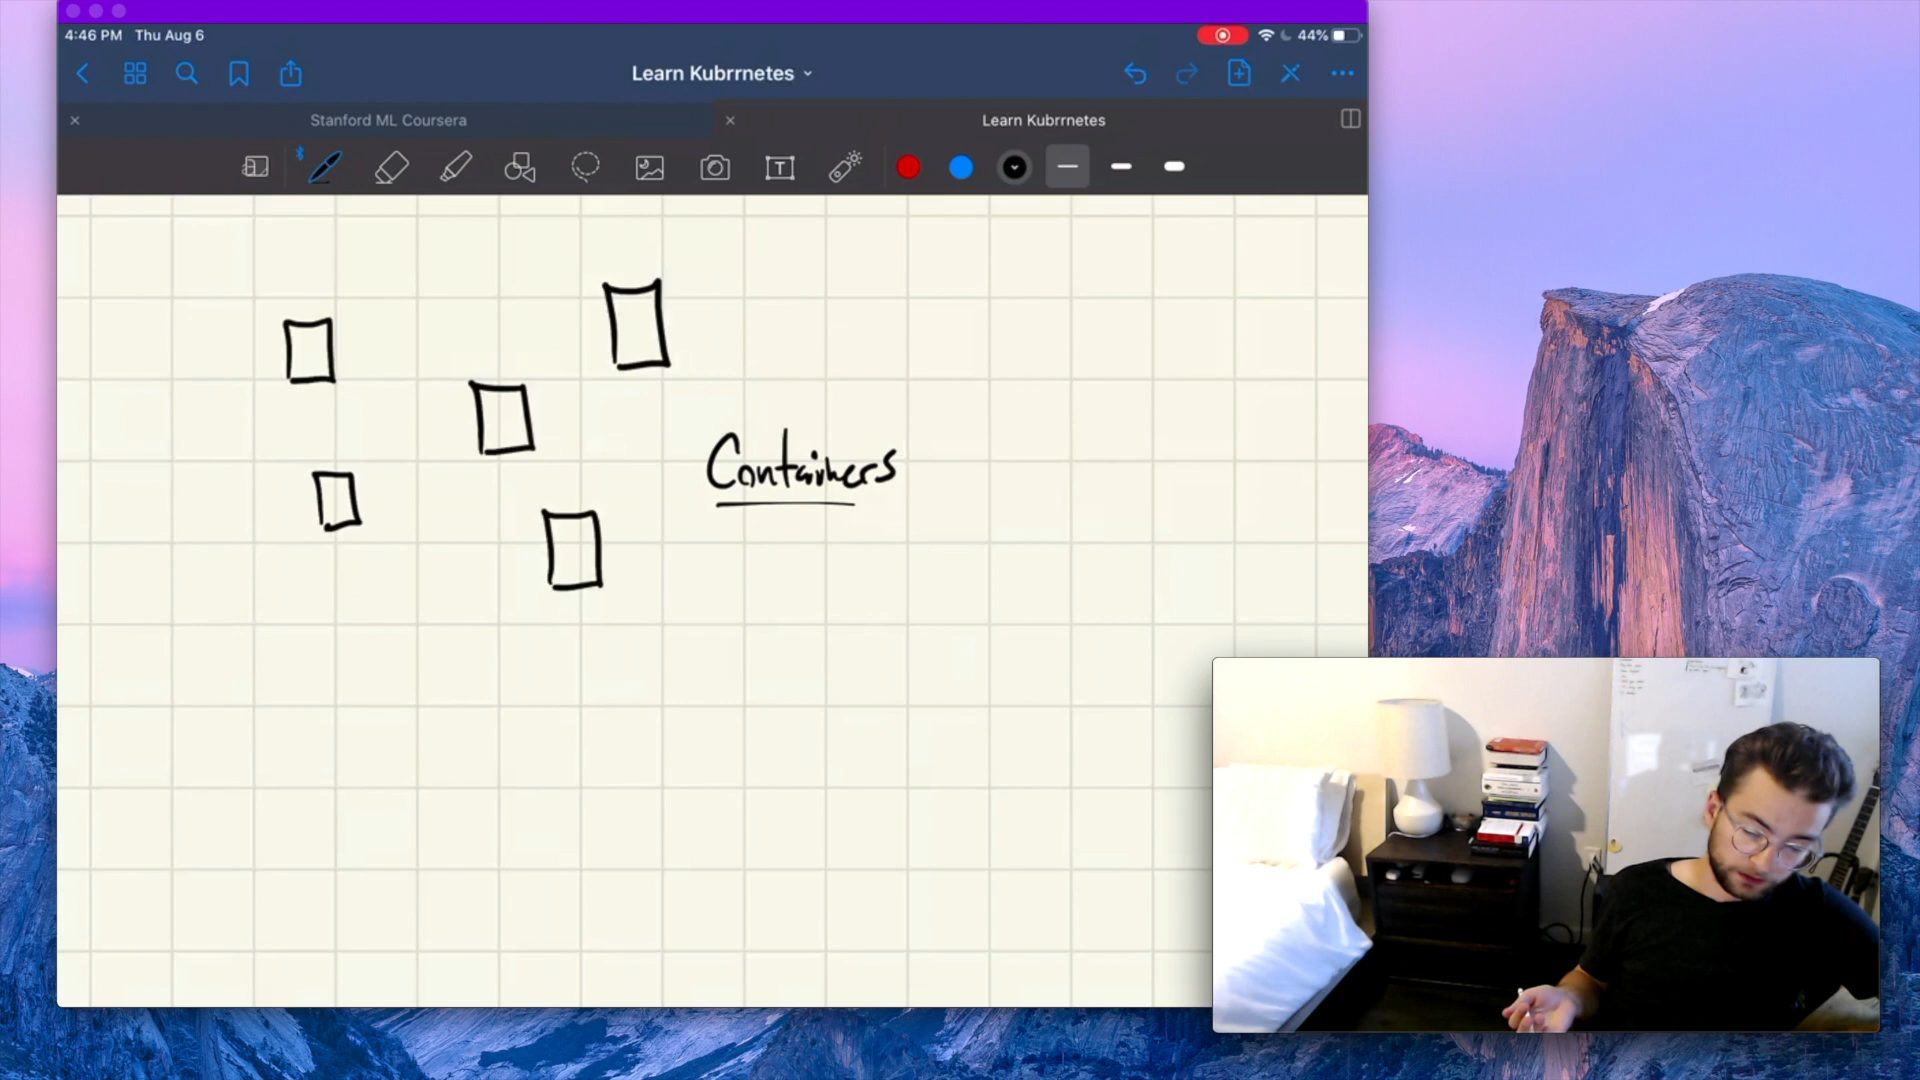 4:46 PM Thu Aug 6
44%
Learn Kubrrnetes
Stanford ML Coursera
Learn Kubrrnetes
T
Containers